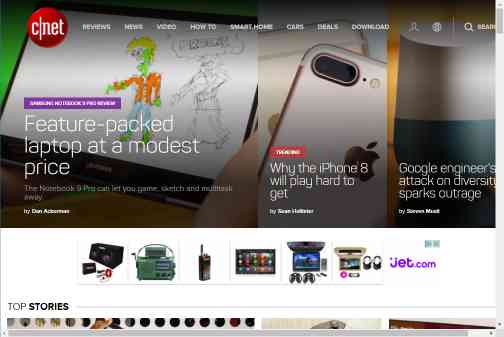 c|net
REVIEWS NEWS VIDEO HOW TO SMART HOME CARS DEALS DOWNLOAD
SAMSUNG NOTEBOOK 9 PRO REVIEW
Feature-packed
laptop at a modest
price
The Notebook 9 Pro can let you game, sketch and multitask
away.
by Dan Ackerman
TRENDING
Why the iPhone 8
will play hard to
get
by Sean Hollister
Google engineer's
attack on diversity
sparks outrage
by Steven Musil
Jet.com
TOP STORIES